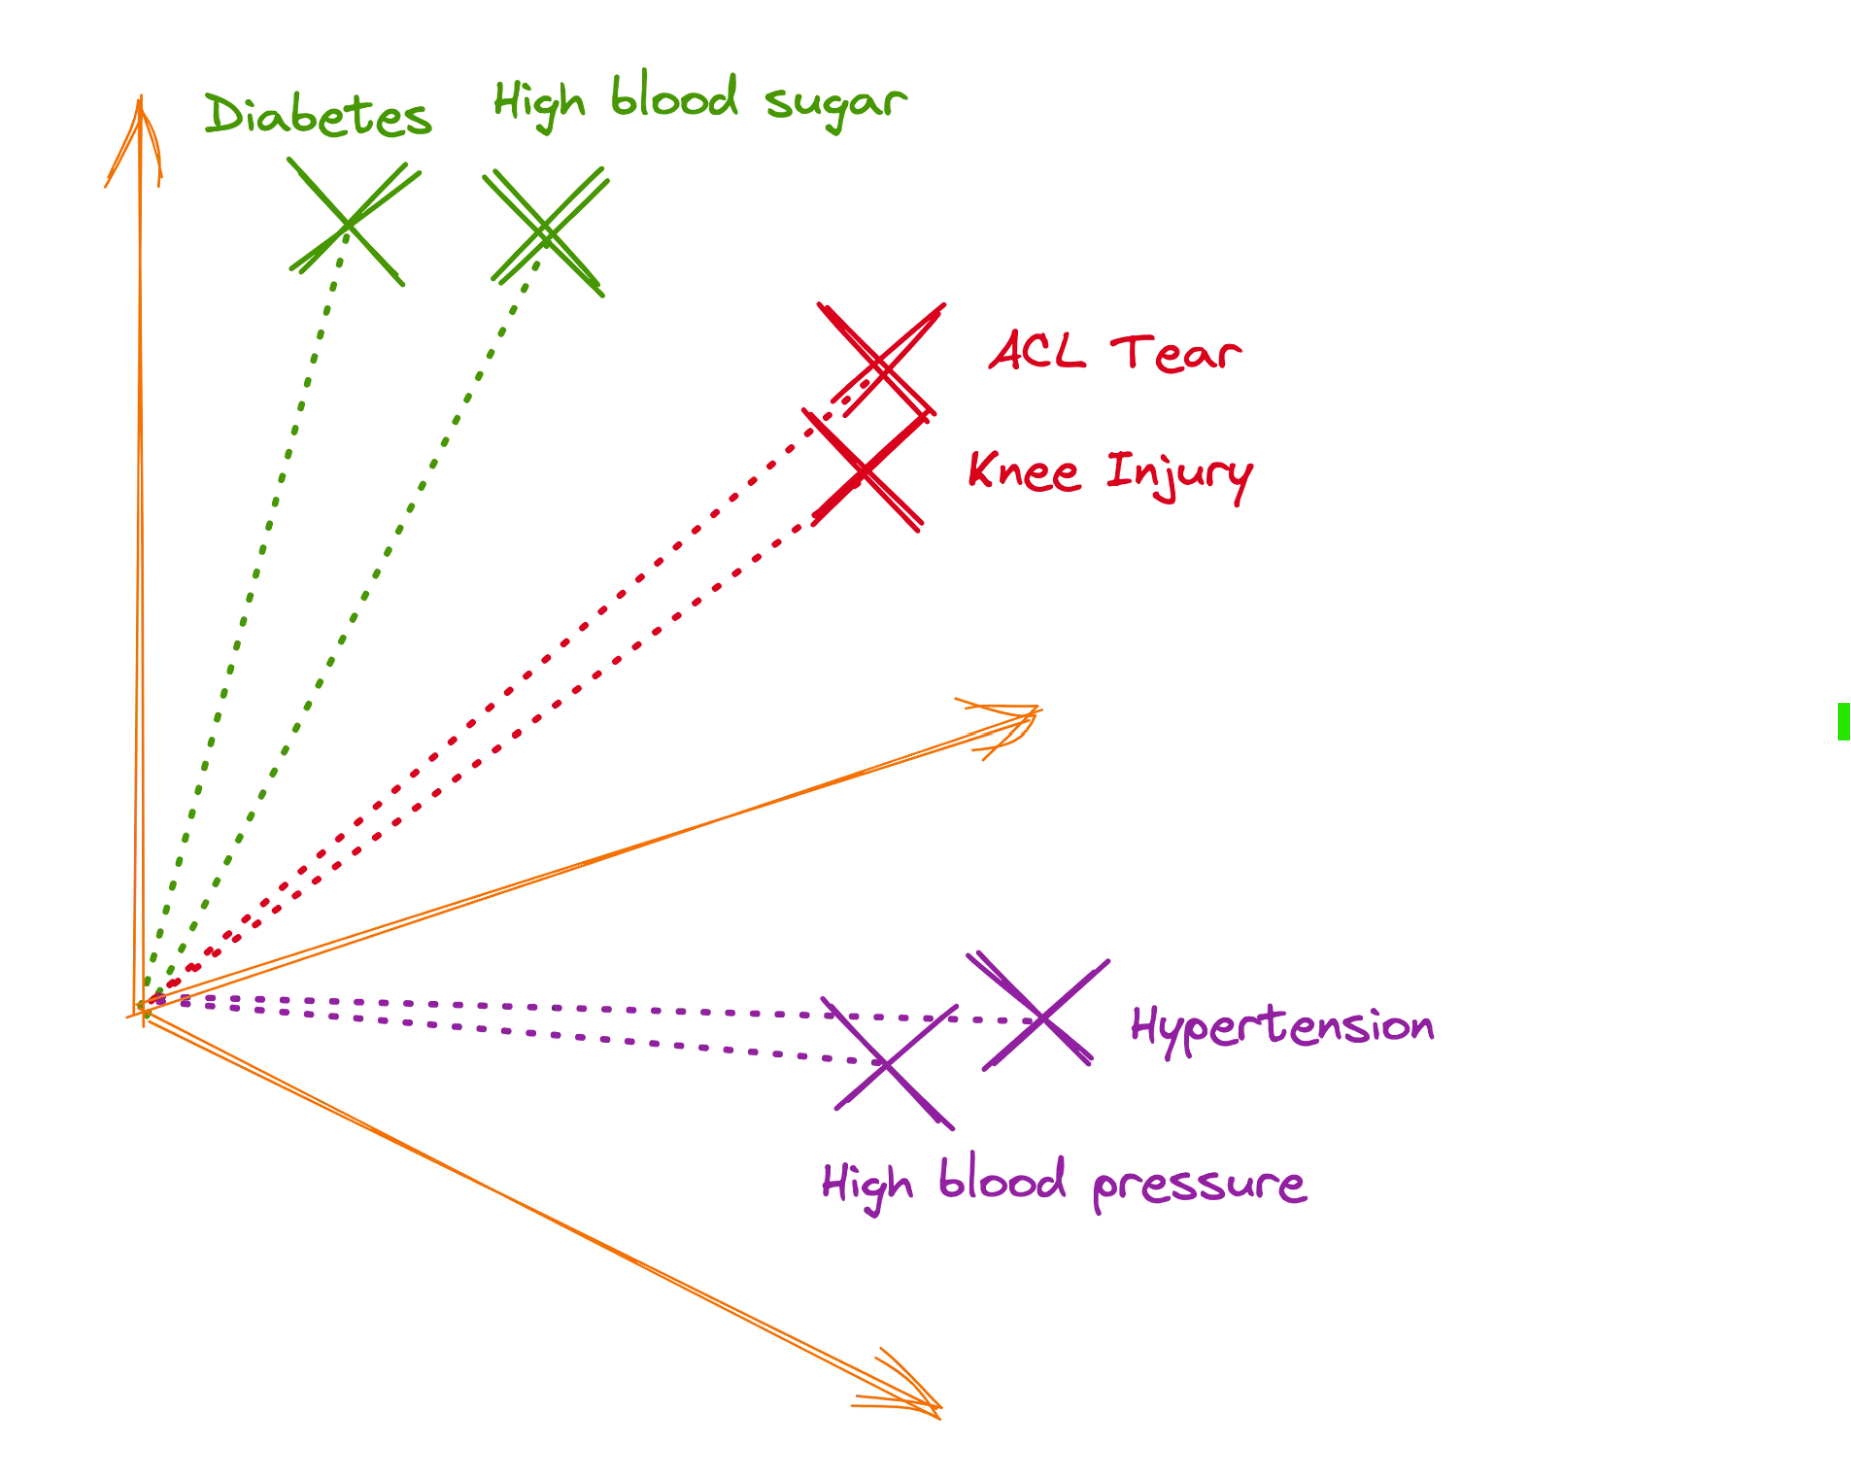 Diabetes
High blood sugar
ACL Tear
Knee Injury
Hypertension
High blood pressure